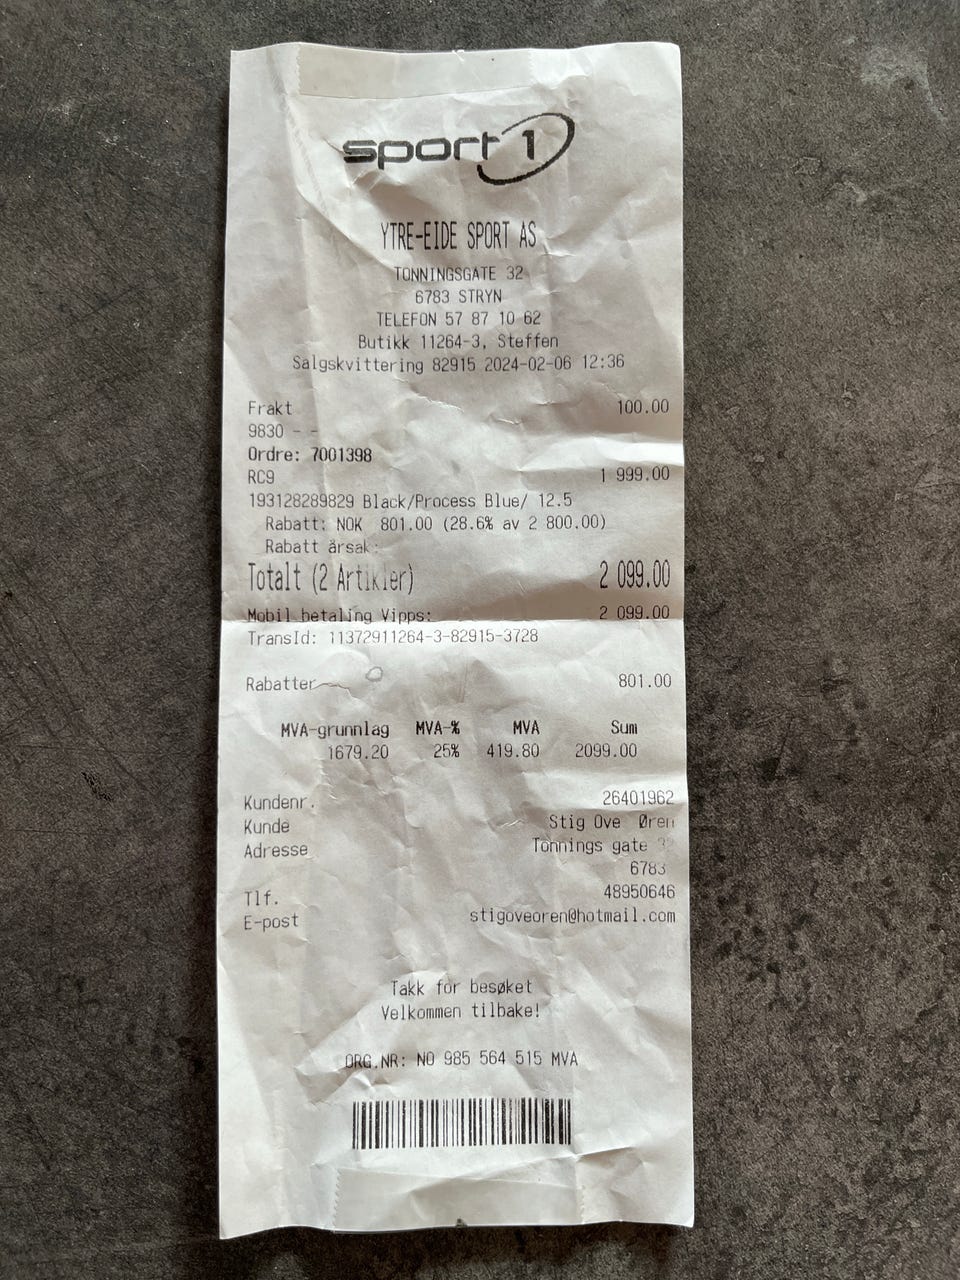 sport 1
YTRE-EIDE SPORT AS
TONNINGSGATE 32
6783 STRYN
TELEFON 57 87 10 62
Butikk 11264-3, Steffen
Salgskvittering 82915 2024-02-06 12:36
Frakt 100.00
9830 - -
Ordre: 7001398
RC9 1 999.00
193128289829 Black/Process Blue/ 12.5
Rabatt: NOK 801.00 (28.6% av 2 800.00)
Rabatt årsak:
Totalt (2 Artikler) 2 099.00
Mobil betaling Vipps: 2 099.00
TransId: 11372911264-3-82915-3728
Rabatter 801.00
MVA-grunnlag MVA-% MVA Sum
1679.20 25% 419.80 2099.00
Kundenr. 26401962
Kunde Stig Ove Øren
Adresse Tonnings gate
6783
Tlf. 48950646
E-post stigoveoren@hotmail.com
Takk for besøket
Velkommen tilbake!
ORG.NR: NO 985 564 515 MVA